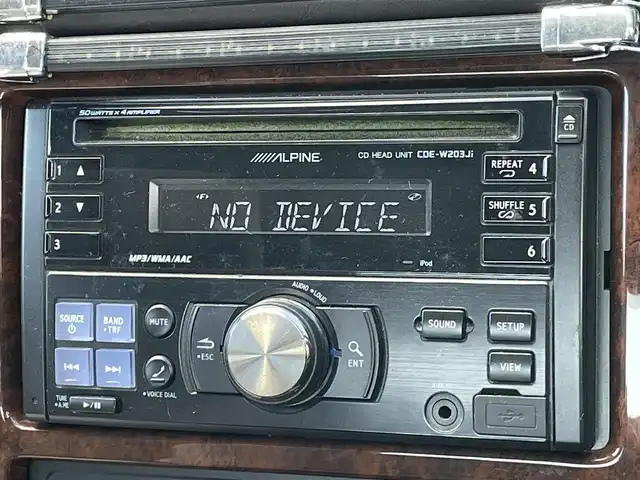 50WATTS x 4 AMPLIFIER
CD
ALPINE
CD HEAD UNIT CDE-W203Ji
1 ▲
2 ▼
3
NO DEVICE
REPEAT 4
SHUFFLE 5
6
MP3/WMA/AAC
iPod
AUDIO • LOUD
SOURCE
BAND
• TRF
MUTE
• ESC
ENT
SOUND
SETUP
VIEW
• VOICE DIAL
TUNE
• A.ME